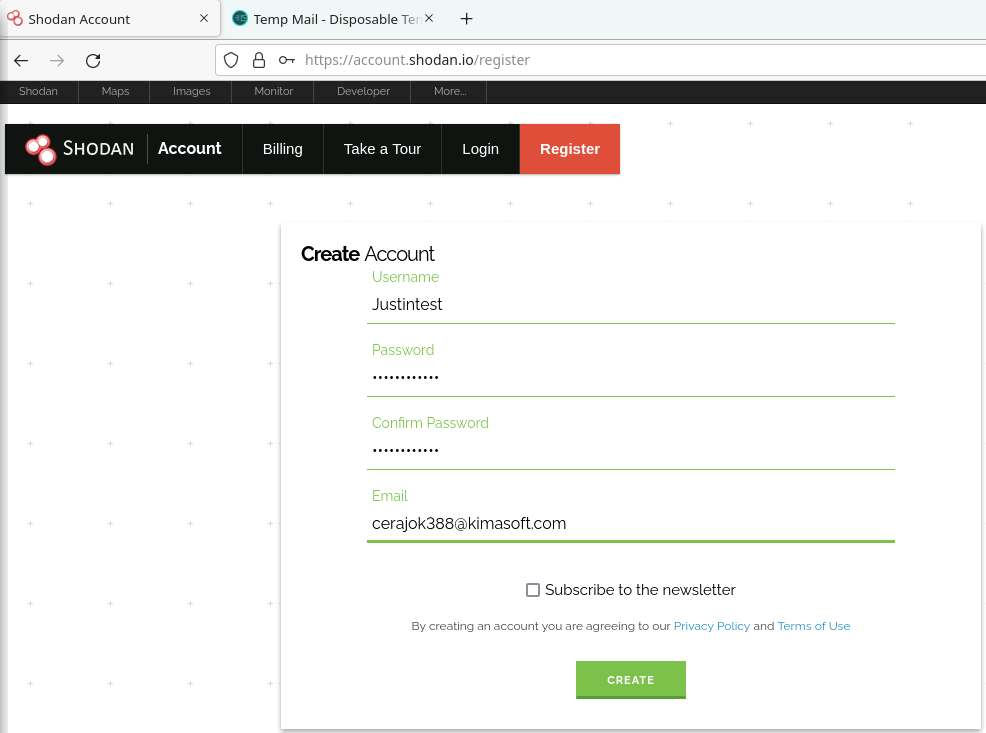 Shodan Account
Temp Mail - Disposable Te
https://account.shodan.io/register
Shodan Maps Images Monitor Developer More...
SHODAN Account Billing Take a Tour Login Register
Create Account
Username
Justintest
Password
••••••••••••
Confirm Password
••••••••••••
Email
cerajok388@kimasoft.com
Subscribe to the newsletter
By creating an account you are agreeing to our Privacy Policy and Terms of Use
CREATE